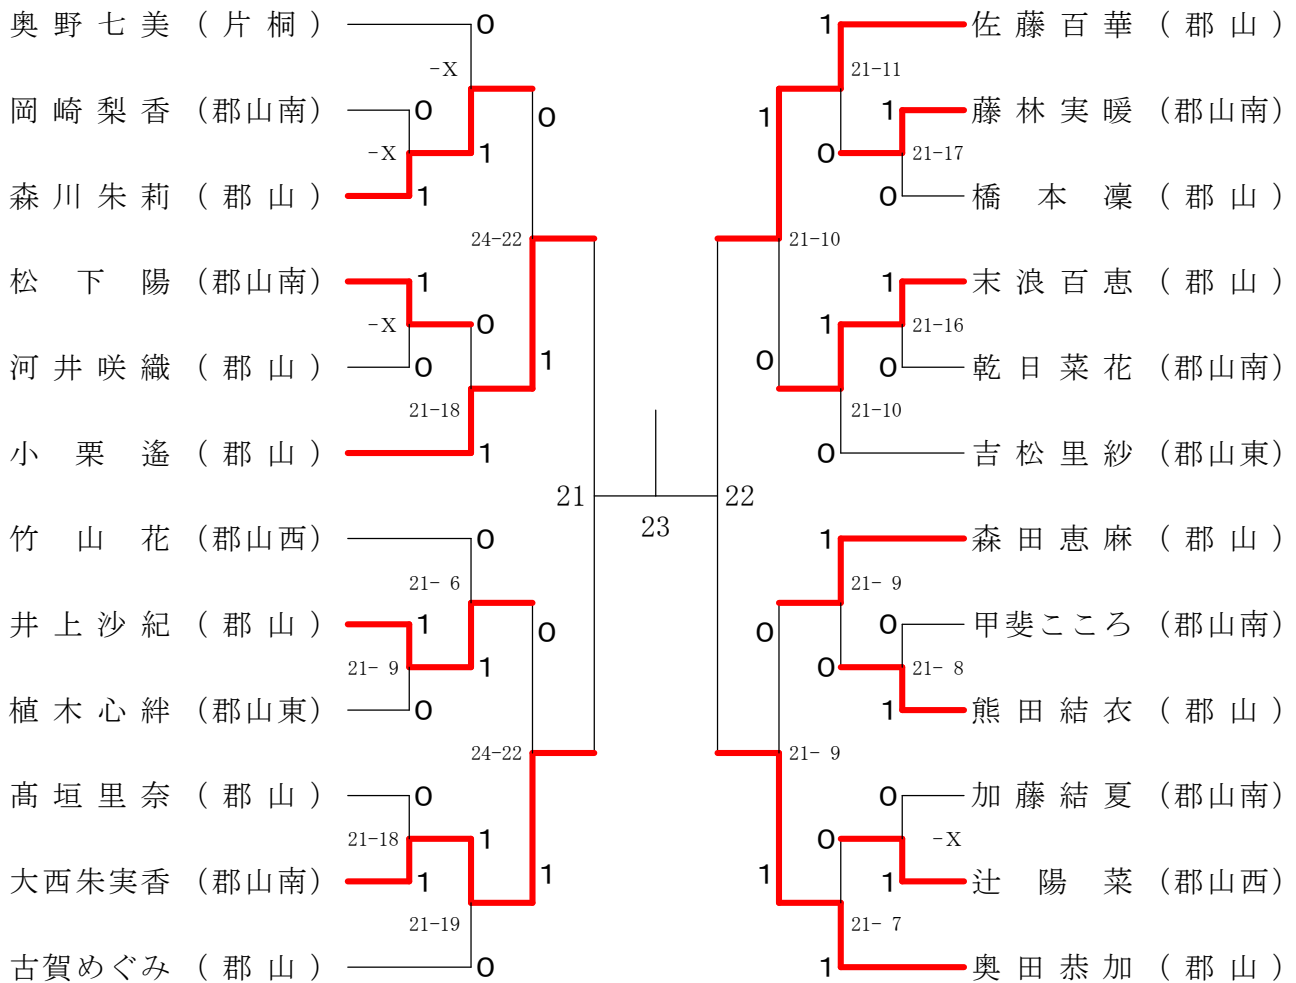 奥野七美（片桐） 0 1 佐藤百華（郡山）
-X 21-11
岡崎梨香（郡山南） 0 0 1 1 藤林実暖（郡山南）
-X 1 0 21-17
森川朱莉（郡山） 1 0 橋本凜（郡山）
24-22 21-10
松下陽（郡山南） 1 1 末浪百恵（郡山）
-X 0 1 21-16
河井咲織（郡山） 0 1 0 0 乾日菜花（郡山南）
21-18 21-10
小栗遙（郡山） 1 0 吉松里紗（郡山東）
21 22
23
竹山花（郡山西） 0 1 森田恵麻（郡山）
21- 6 21- 9
井上沙紀（郡山） 1 0 0 0 甲斐こころ（郡山南）
21- 9 1 0 21- 8
植木心絆（郡山東） 0 1 熊田結衣（郡山）
24-22 21- 9
髙垣里奈（郡山） 0 0 加藤結夏（郡山南）
21-18 1 0 -X
大西朱実香（郡山南） 1 1 1 1 辻陽菜（郡山西）
21-19 21- 7
古賀めぐみ（郡山） 0 1 奥田恭加（郡山）